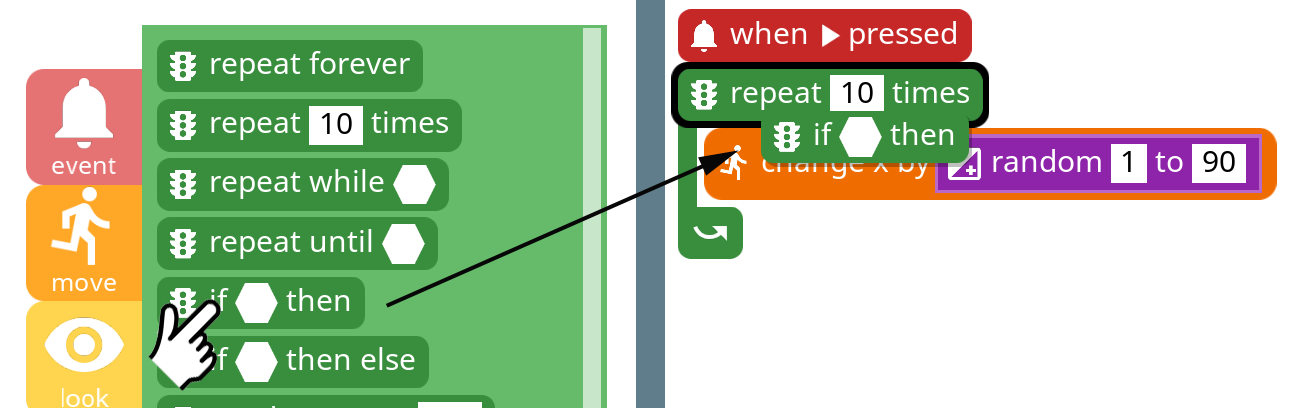 event
move
look
repeat forever
repeat 10 times
repeat while
repeat until
if then
if then else
when pressed
repeat 10 times
if then
change x by random 1 to 90